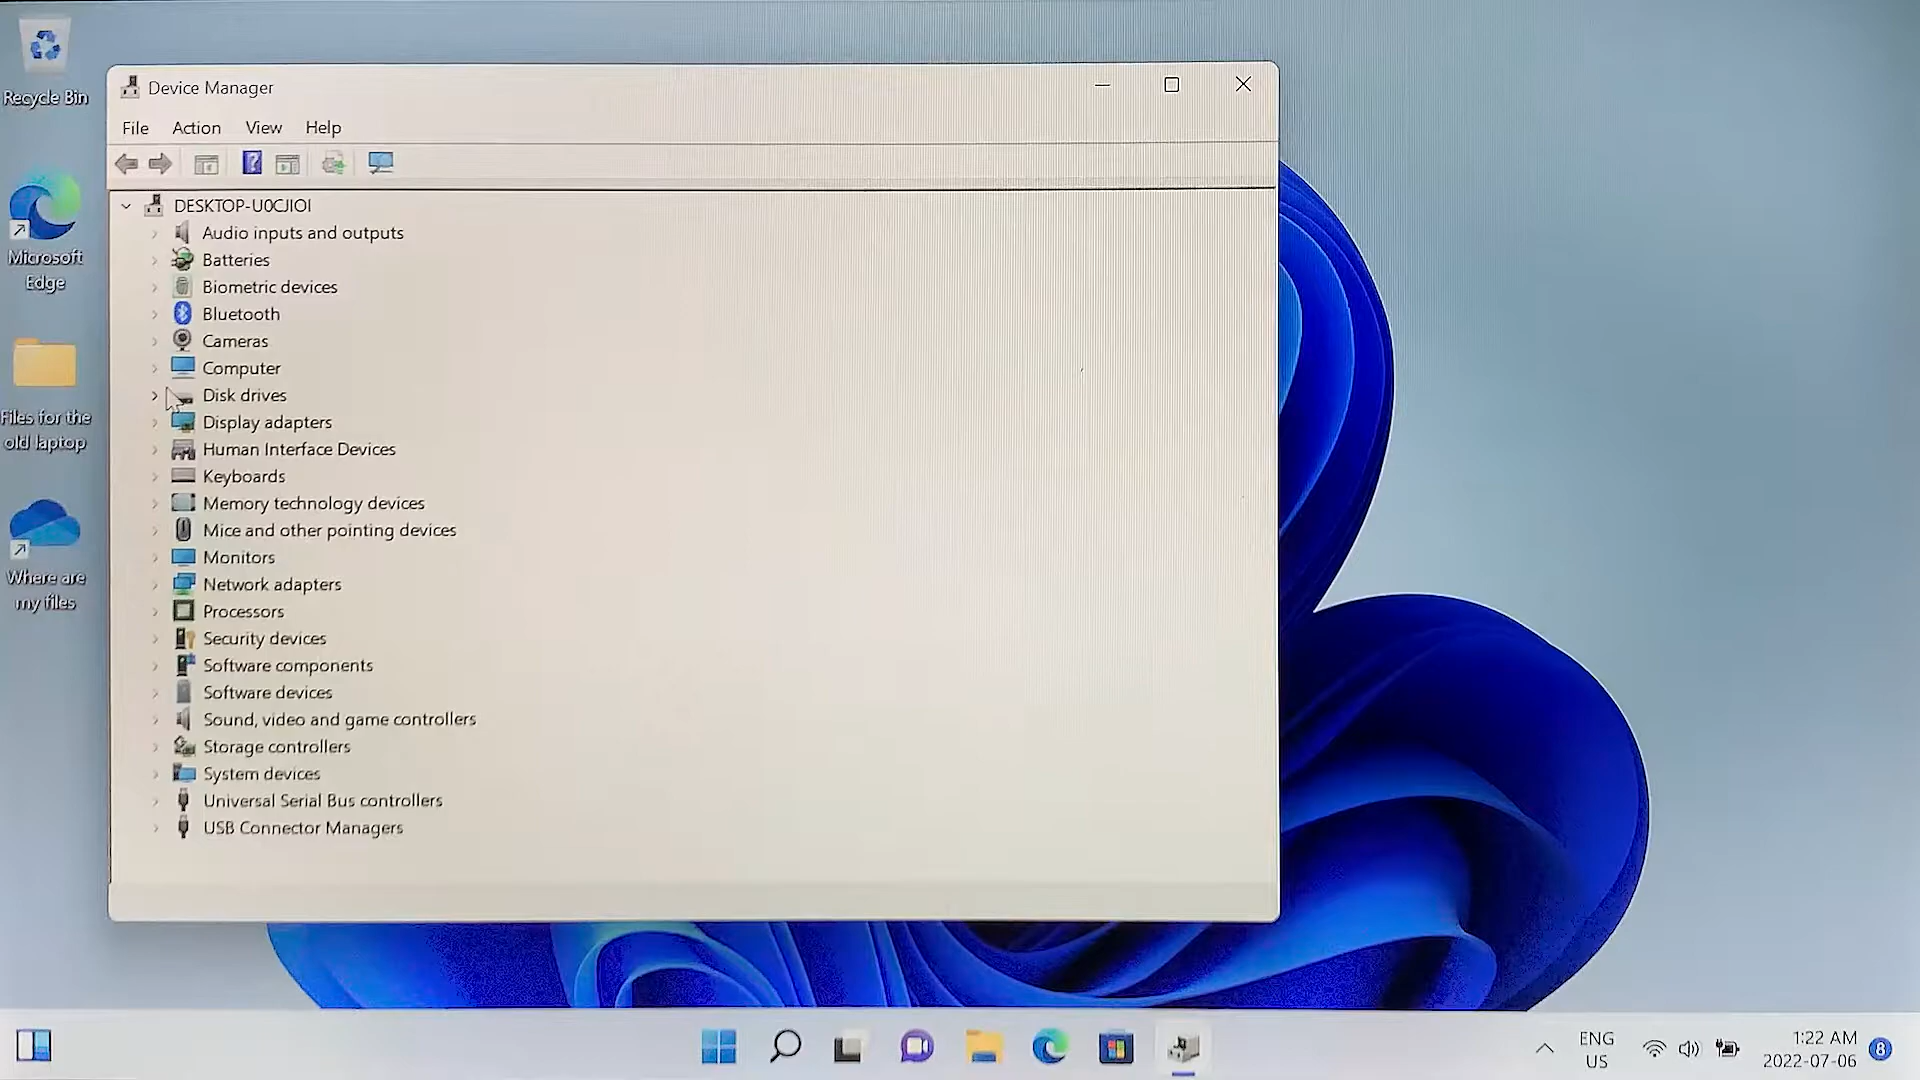 Recycle Bin
Microsoft
Edge
Files for the
old laptop
Where are
my files
Device Manager
File Action View Help
?
DESKTOP-U0CJIOI
Audio inputs and outputs
Batteries
Biometric devices
Bluetooth
Cameras
Computer
Disk drives
Display adapters
Human Interface Devices
Keyboards
Memory technology devices
Mice and other pointing devices
Monitors
Network adapters
Processors
Security devices
Software components
Software devices
Sound, video and game controllers
Storage controllers
System devices
Universal Serial Bus controllers
USB Connector Managers
ENG
US
1:22 AM
2022-07-06
8